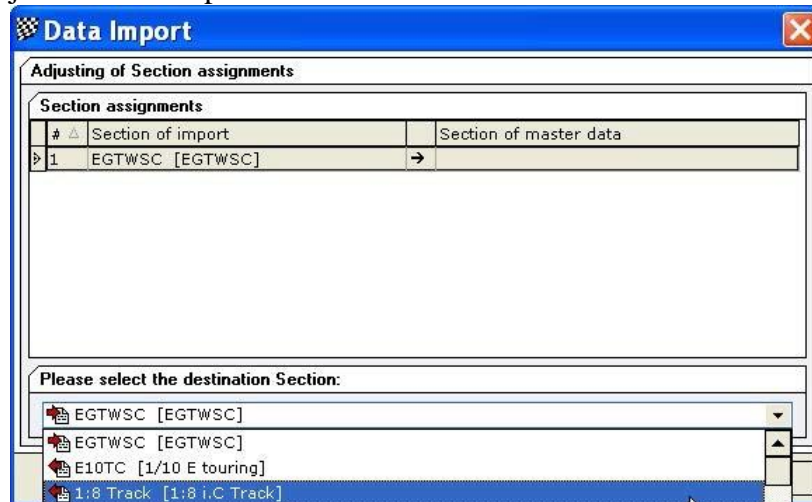 Data Import
Adjusting of Section assignments
Section assignments
# Section of import Section of master data
1 EGTWSC [EGTWSC] →
Please select the destination Section:
EGTWSC [EGTWSC]
EGTWSC [EGTWSC]
E10TC [1/10 E touring]
1:8 Track [1:8 i.C Track]